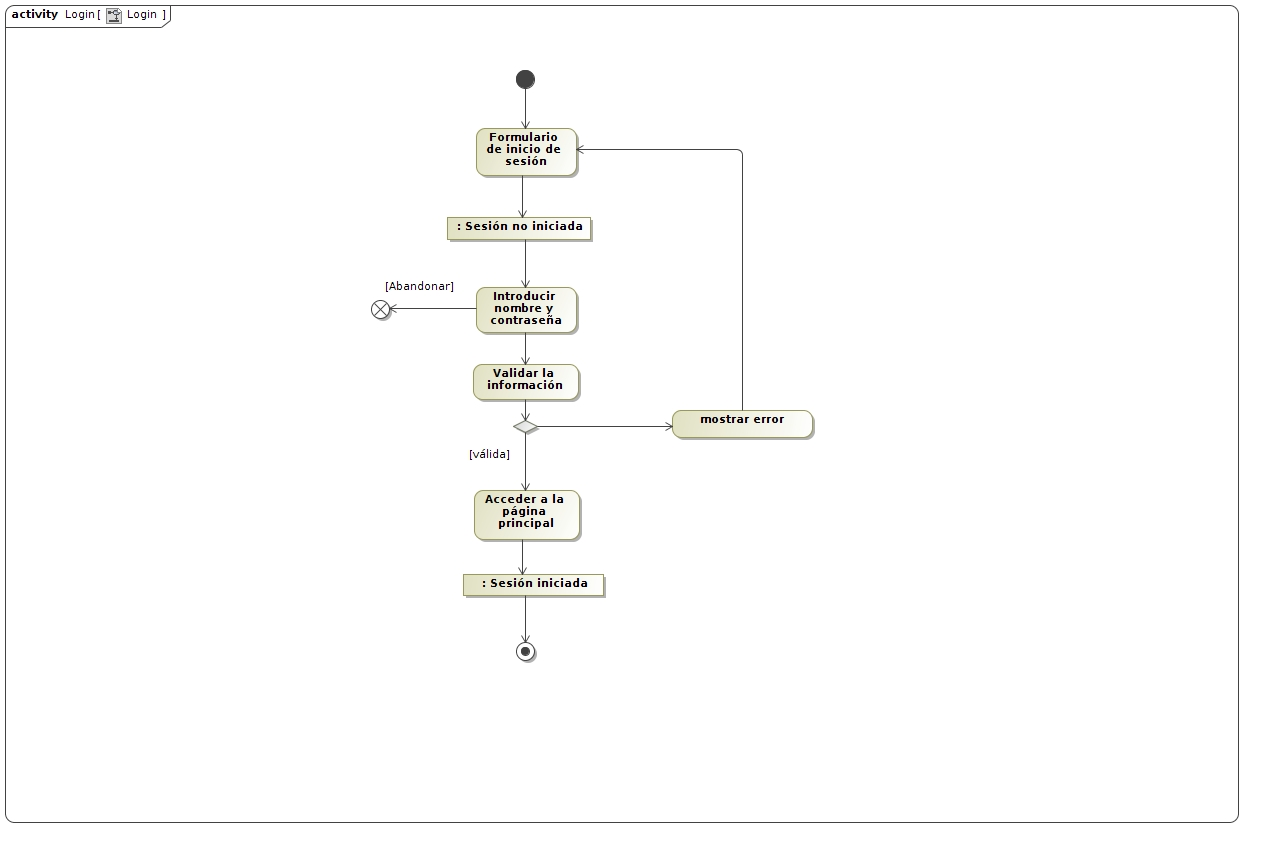 activity Login [ Login ]
Formulario
de inicio de
sesión
: Sesión no iniciada
[Abandonar]
Introducir
nombre y
contraseña
Validar la
información
mostrar error
[válida]
Acceder a la
página
principal
: Sesión iniciada